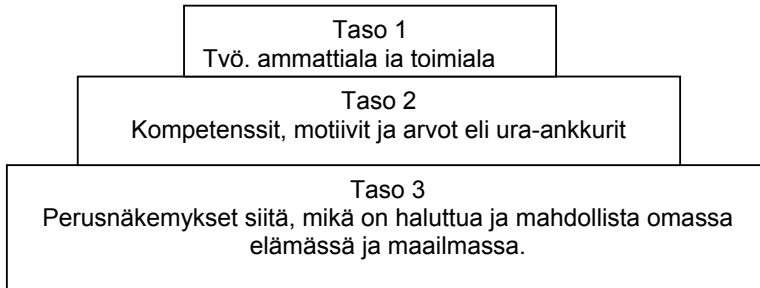 Taso 1
Työ, ammattiala ja toimiala
Taso 2
Kompetenssit, motiivit ja arvot eli ura-ankkurit
Taso 3
Perusnäkemykset siitä, mikä on haluttua ja mahdollista omassa
elämässä ja maailmassa.